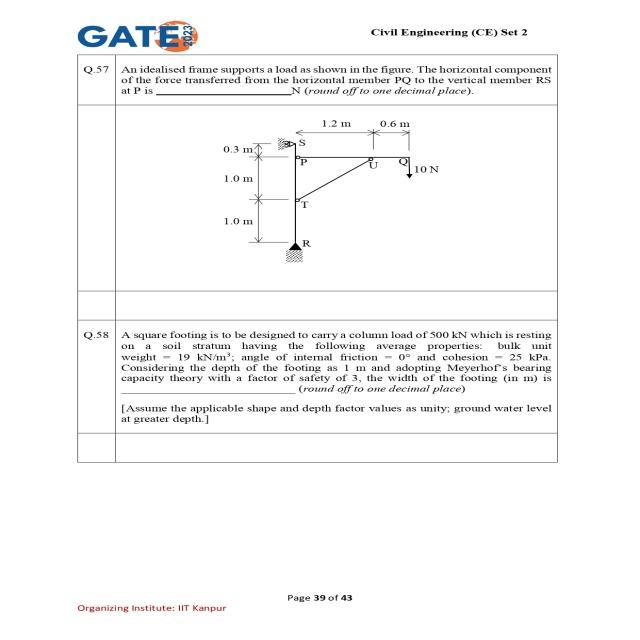 GATE 2023
Civil Engineering (CE) Set 2
Q.57 An idealised frame supports a load as shown in the figure. The horizontal component
of the force transferred from the horizontal member PQ to the vertical member RS
at P is ____________________N (round off to one decimal place).
1.2 m 0.6 m
S
0.3 m
P U Q
10 N
1.0 m
T
1.0 m
R
Q.58 A square footing is to be designed to carry a column load of 500 kN which is resting
on a soil stratum having the following average properties: bulk unit
weight = 19 kN/m³; angle of internal friction = 0° and cohesion = 25 kPa.
Considering the depth of the footing as 1 m and adopting Meyerhof's bearing
capacity theory with a factor of safety of 3, the width of the footing (in m) is
__________________________ (round off to one decimal place)
[Assume the applicable shape and depth factor values as unity; ground water level
at greater depth.]
Page 39 of 43
Organizing Institute: IIT Kanpur